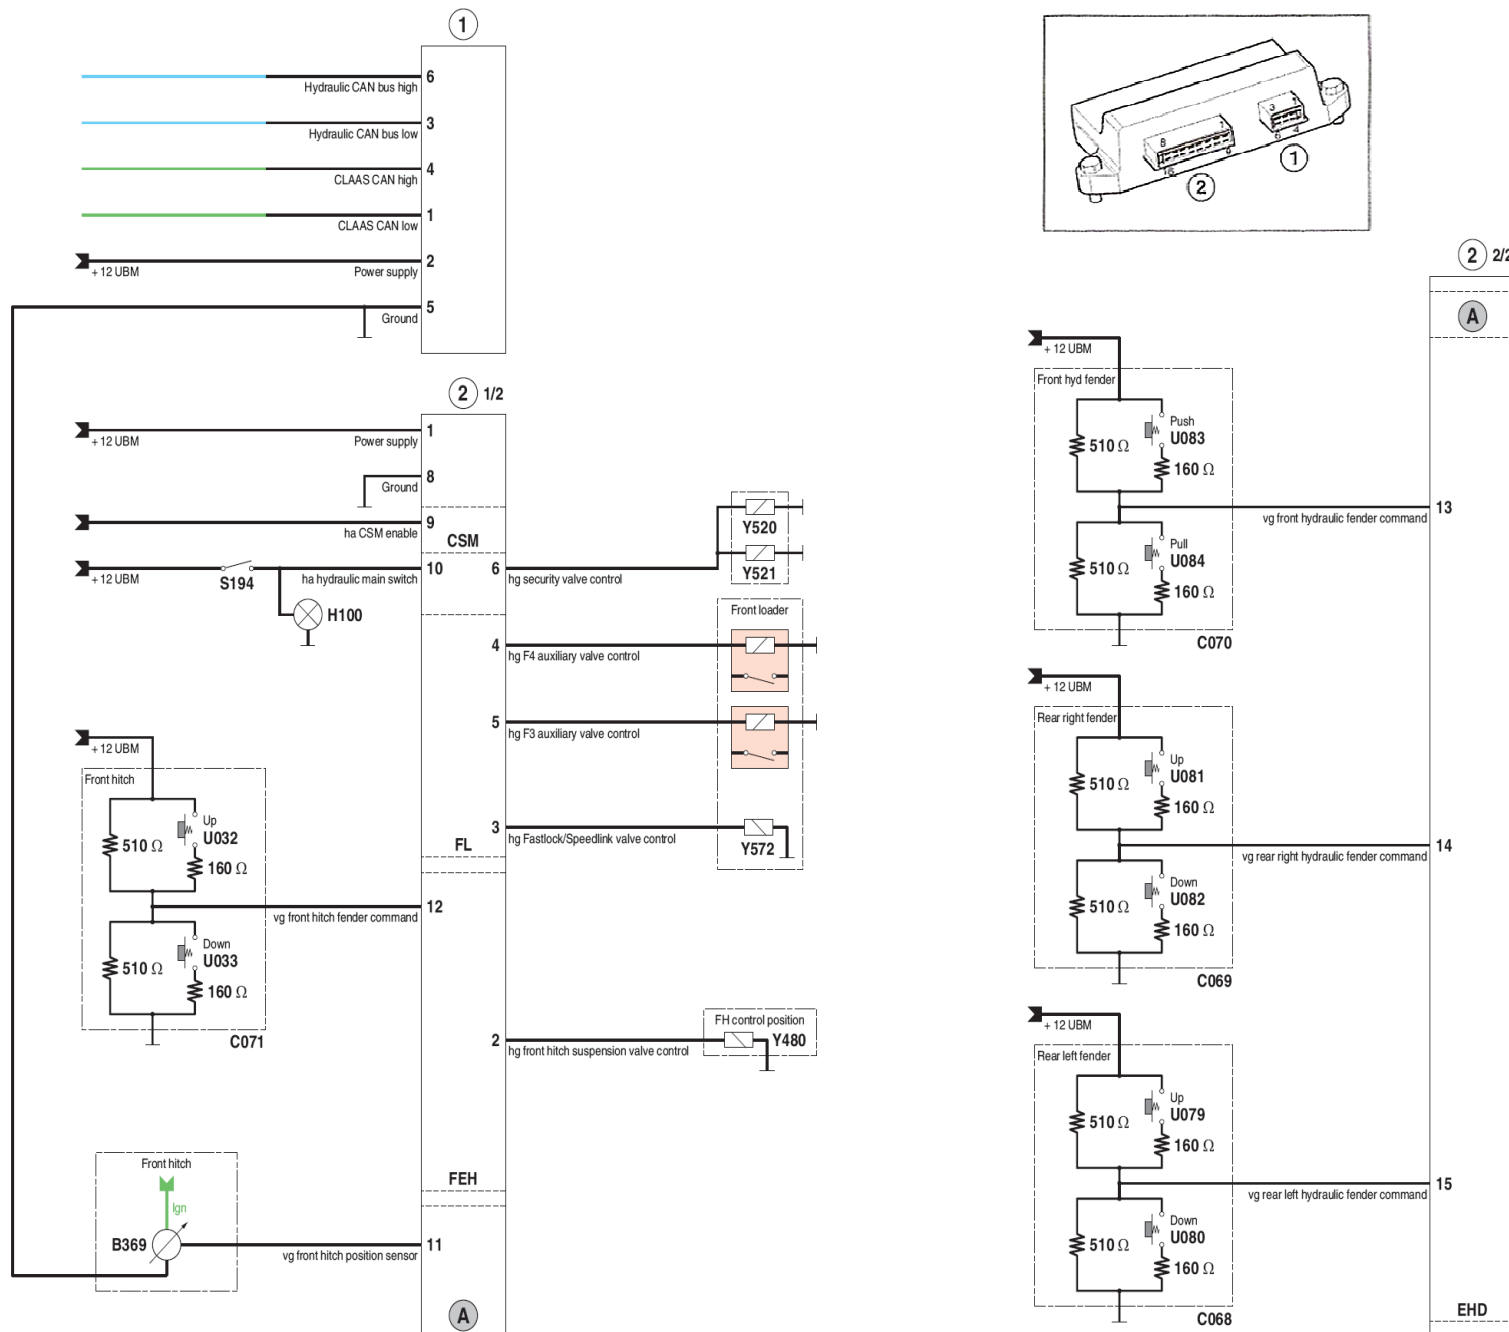 1
6
Hydraulic CAN bus high
3
Hydraulic CAN bus low
4
CLAAS CAN high
1
CLAAS CAN low
2
+ 12 UBM
Power supply
5
Ground
2 1/2
1
+ 12 UBM
Power supply
8
Ground
9
ha CSM enable
CSM
10
+ 12 UBM
S194
ha hydraulic main switch
H100
6
hg security valve control
Y520
Y521
Front loader
4
hg F4 auxiliary valve control
5
hg F3 auxiliary valve control
3
hg Fastlock/Speedlink valve control
Y572
FL
+ 12 UBM
Front hitch
Up
U032
510 Ω
160 Ω
12
vg front hitch fender command
Down
U033
510 Ω
160 Ω
C071
FH control position
2
Y480
hg front hitch suspension valve control
Front hitch
FEH
Ign
B369
11
vg front hitch position sensor
A
3
8
1
6
4
9
16
1
2
2 2/2
A
+ 12 UBM
Front hyd fender
Push
U083
510 Ω
160 Ω
13
vg front hydraulic fender command
Pull
U084
510 Ω
160 Ω
C070
+ 12 UBM
Rear right fender
Up
U081
510 Ω
160 Ω
14
vg rear right hydraulic fender command
Down
U082
510 Ω
160 Ω
C069
+ 12 UBM
Rear left fender
Up
U079
510 Ω
160 Ω
15
vg rear left hydraulic fender command
Down
U080
510 Ω
160 Ω
C068
EHD